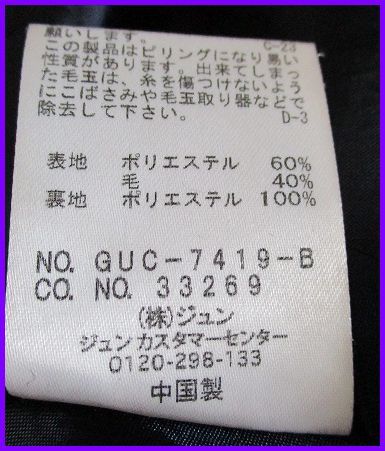 願いします。 C-23
この製品はピリングになり易い
性質があります。出来てしまっ
た毛玉は、糸を傷つけないよう
にこばさみや毛玉取り器などで
除去して下さい。 D-3
表地 ポリエステル 60%
毛 40%
裏地 ポリエステル 100%
NO. GUC-7419-B
CO. NO. 33269
(株)ジュン
ジュンカスタマーセンター
0120-298-133
中国製